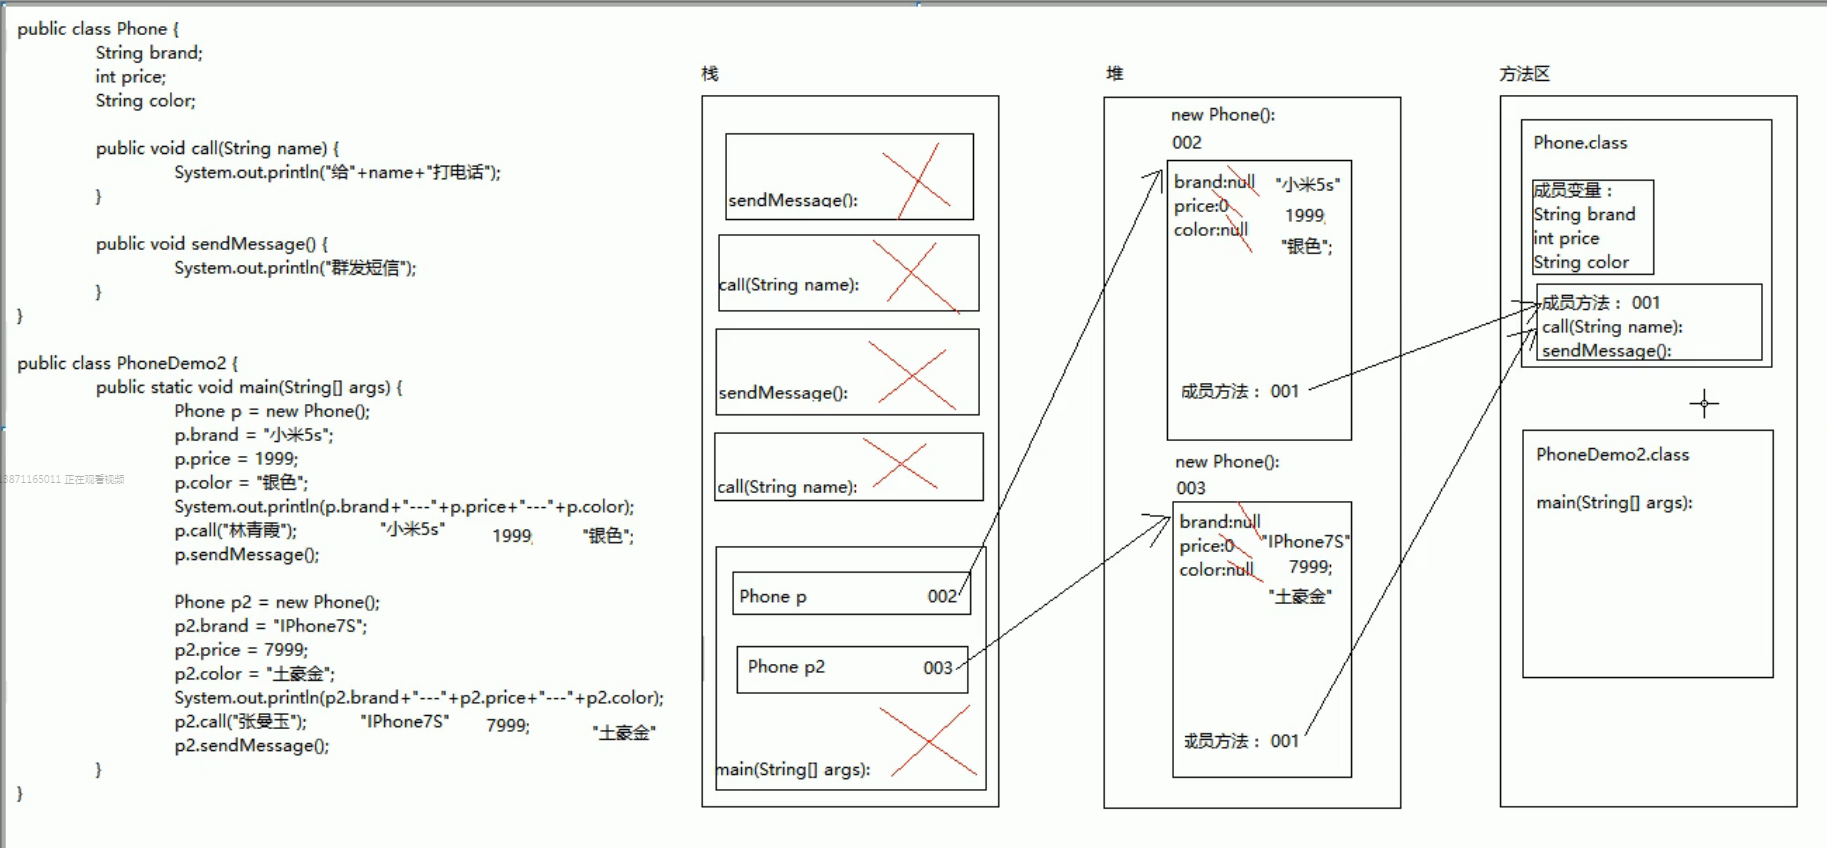 public class Phone {
String brand;
int price;
String color;
public void call(String name) {
System.out.println("给"+name+"打电话");
}
public void sendMessage() {
System.out.println("群发短信");
}
}
public class PhoneDemo2 {
public static void main(String[] args) {
Phone p = new Phone();
p.brand = "小米5s";
p.price = 1999;
p.color = "银色";
System.out.println(p.brand+"---"+p.price+"---"+p.color);
p.call("林青霞"); "小米5s" 1999; "银色";
p.sendMessage();
Phone p2 = new Phone();
p2.brand = "IPhone7S";
p2.price = 7999;
p2.color = "土豪金";
System.out.println(p2.brand+"---"+p2.price+"---"+p2.color);
p2.call("张曼玉"); "IPhone7S" 7999; "土豪金"
p2.sendMessage();
}
}
13871165011 正在观看视频
栈
sendMessage():
call(String name):
sendMessage():
call(String name):
Phone p 002
Phone p2 003
main(String[] args):
堆
new Phone():
002
brand:null "小米5s"
price:0 1999;
color:null "银色";
成员方法：001
new Phone():
003
brand:null "IPhone7S"
price:0 7999;
color:null "土豪金"
成员方法：001
方法区
Phone.class
成员变量：
String brand
int price
String color
成员方法：001
call(String name):
sendMessage():
PhoneDemo2.class
main(String[] args):